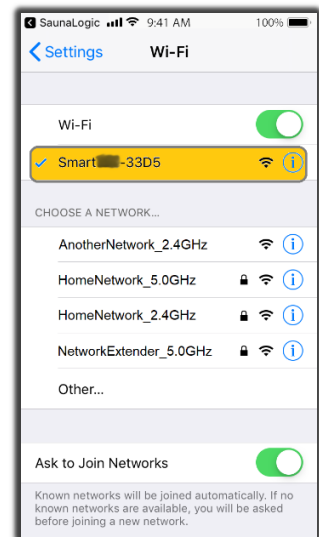 SaunaLogic 9:41 AM 100%
Settings Wi-Fi
Wi-Fi
Smart -33D5
CHOOSE A NETWORK...
AnotherNetwork_2.4GHz
HomeNetwork_5.0GHz
HomeNetwork_2.4GHz
NetworkExtender_5.0GHz
Other...
Ask to Join Networks
Known networks will be joined automatically. If no
known networks are available, you will be asked
before joining a new network.